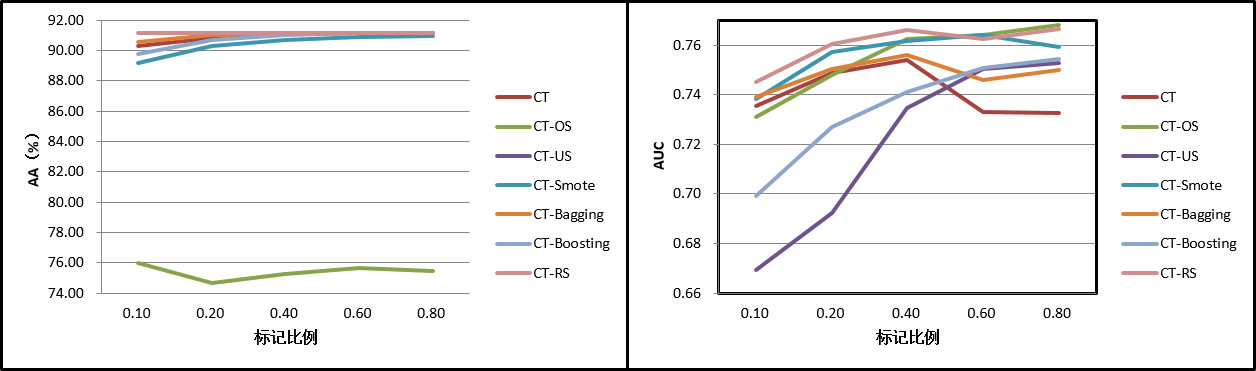 92.00
90.00
88.00
86.00
84.00
82.00
80.00
78.00
76.00
74.00
AA（%）
0.10 0.20 0.40 0.60 0.80
标记比例
CT
CT-OS
CT-US
CT-Smote
CT-Bagging
CT-Boosting
CT-RS
0.76
0.74
0.72
0.70
0.68
0.66
AUC
0.10 0.20 0.40 0.60 0.80
标记比例
CT
CT-OS
CT-US
CT-Smote
CT-Bagging
CT-Boosting
CT-RS